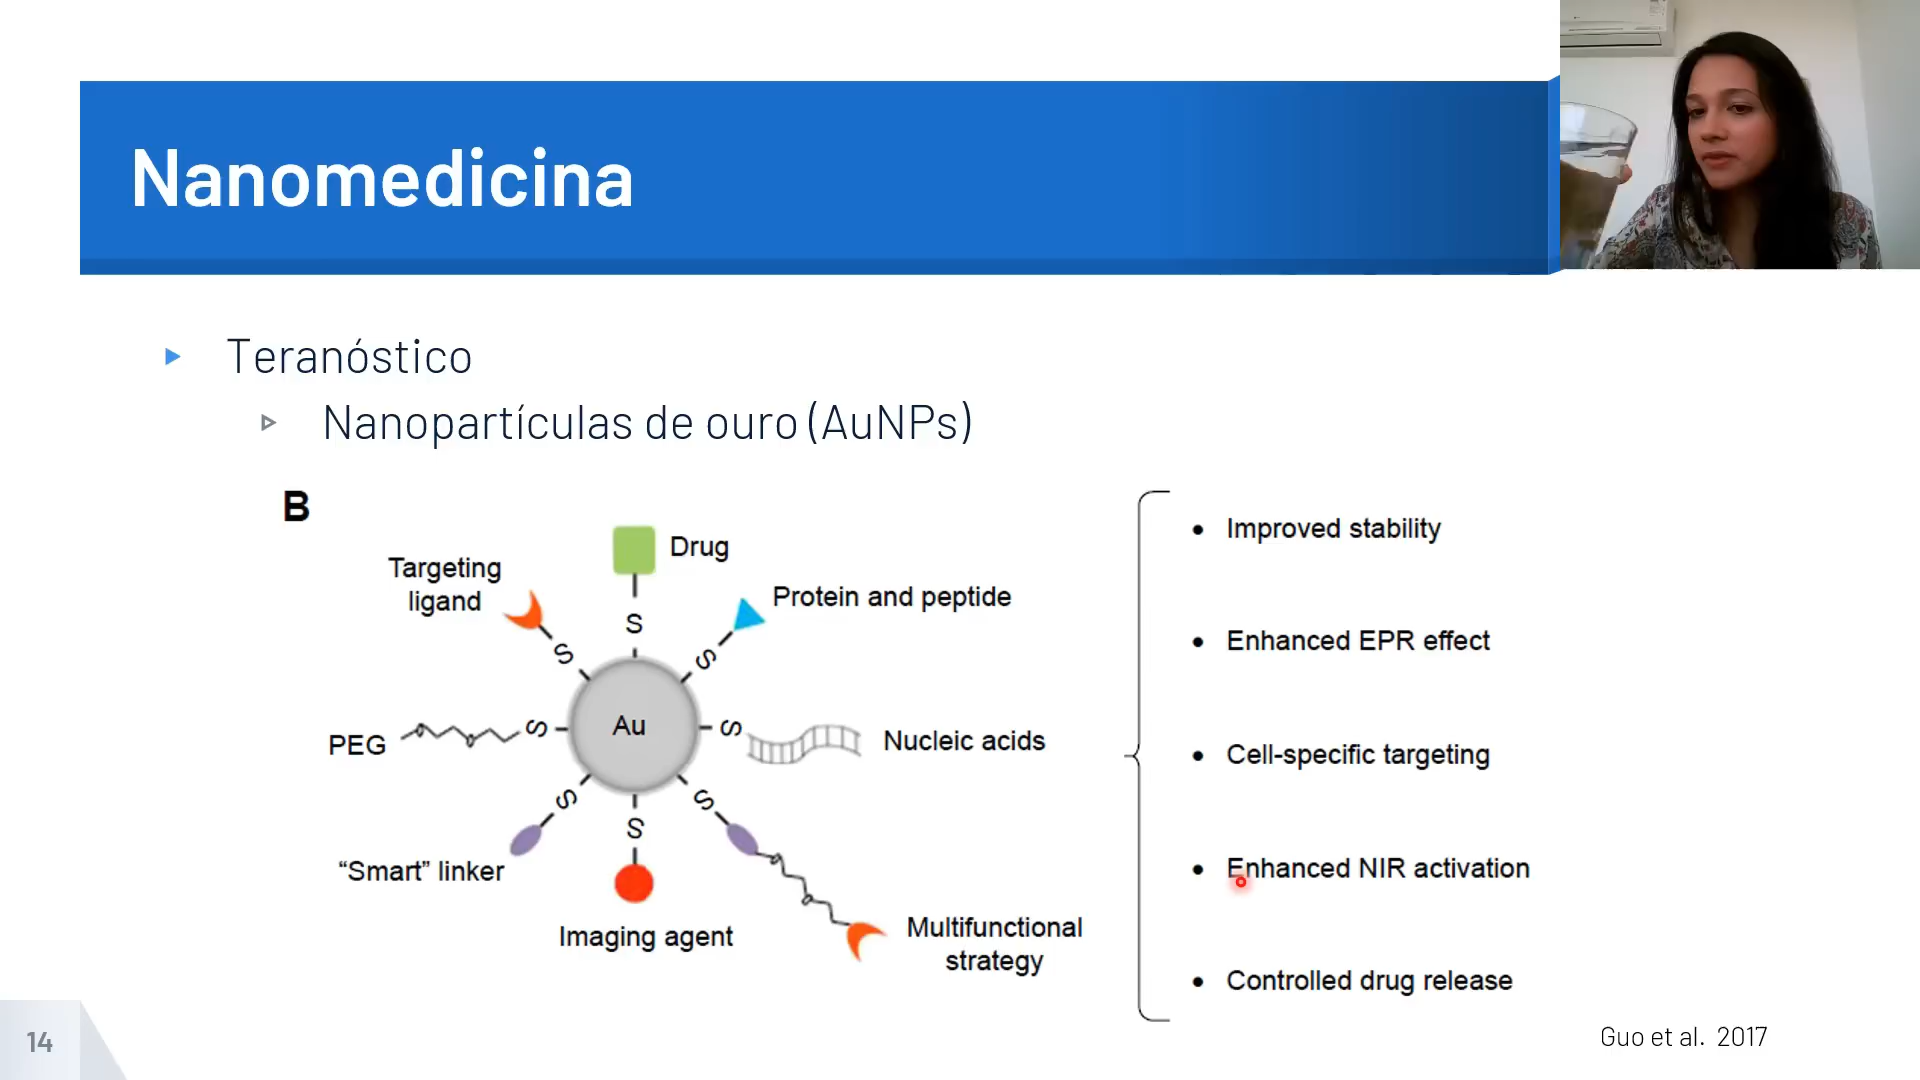 Nanomedicina
Teranóstico
Nanopartículas de ouro (AuNPs)
B
Drug
Targeting
ligand
Protein and peptide
S
S
S
PEG
S
Au
S
Nucleic acids
S
S
S
"Smart" linker
Imaging agent
Multifunctional
strategy
• Improved stability
• Enhanced EPR effect
• Cell-specific targeting
• Enhanced NIR activation
• Controlled drug release
14
Guo et al. 2017